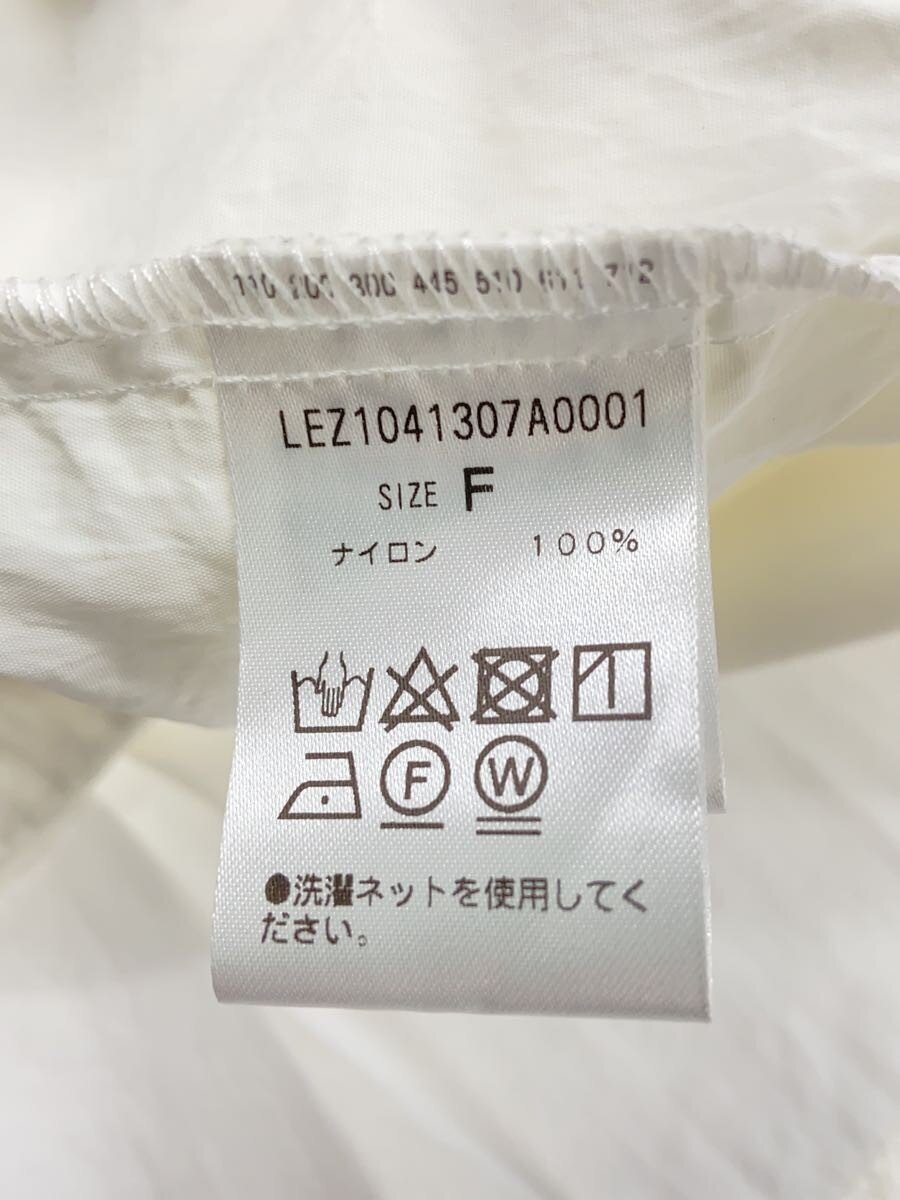 445
LEZ1041307A0001
SIZE F
ナイロン 100%
F W
●洗濯ネットを使用してく
ださい。